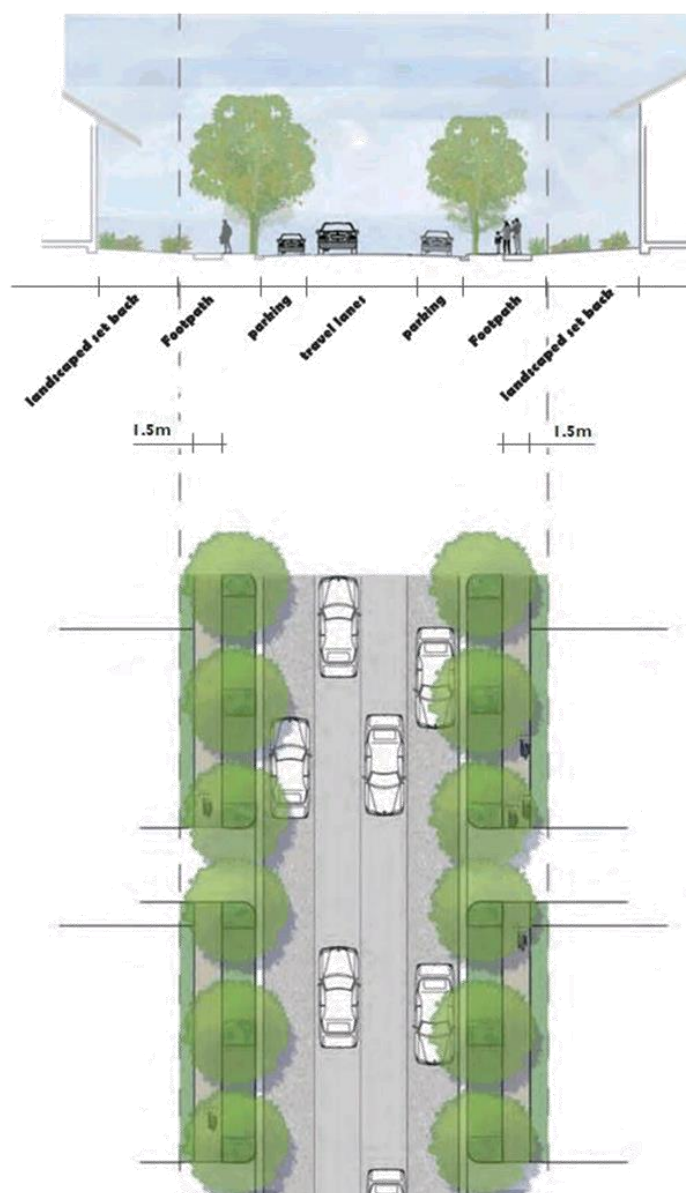 landscaped set back
Footpath
parking
travel lanes
parking
Footpath
landscaped set back
1.5m
1.5m